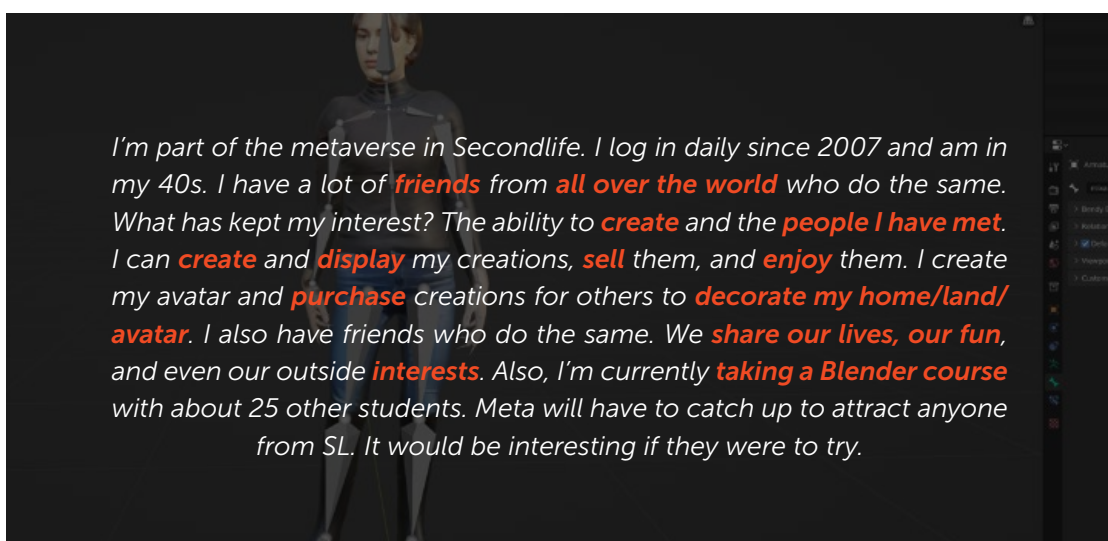 I’m part of the metaverse in Secondlife. I log in daily since 2007 and am in
my 40s. I have a lot of friends from all over the world who do the same.
What has kept my interest? The ability to create and the people I have met.
I can create and display my creations, sell them, and enjoy them. I create
my avatar and purchase creations for others to decorate my home/land/
avatar. I also have friends who do the same. We share our lives, our fun,
and even our outside interests. Also, I’m currently taking a Blender course
with about 25 other students. Meta will have to catch up to attract anyone
from SL. It would be interesting if they were to try.